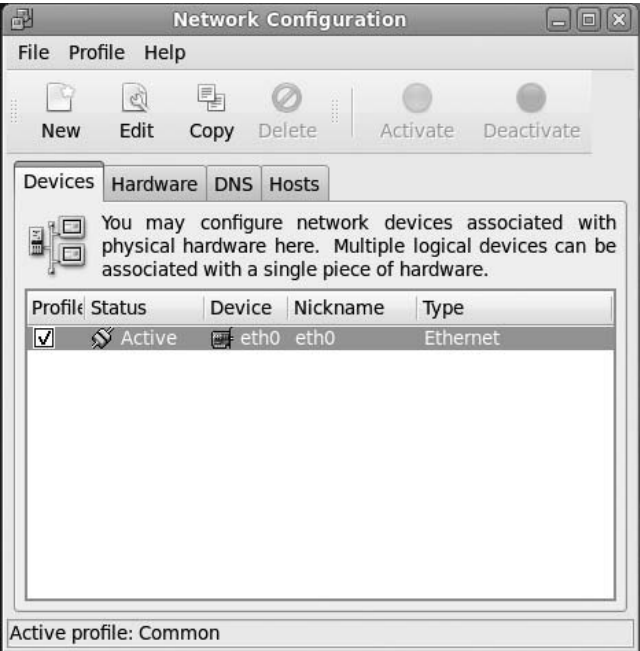 Network Configuration
File Profile Help
New Edit Copy Delete Activate Deactivate
Devices Hardware DNS Hosts
You may configure network devices associated with
physical hardware here. Multiple logical devices can be
associated with a single piece of hardware.
Profile Status Device Nickname Type
Active eth0 eth0 Ethernet
Active profile: Common